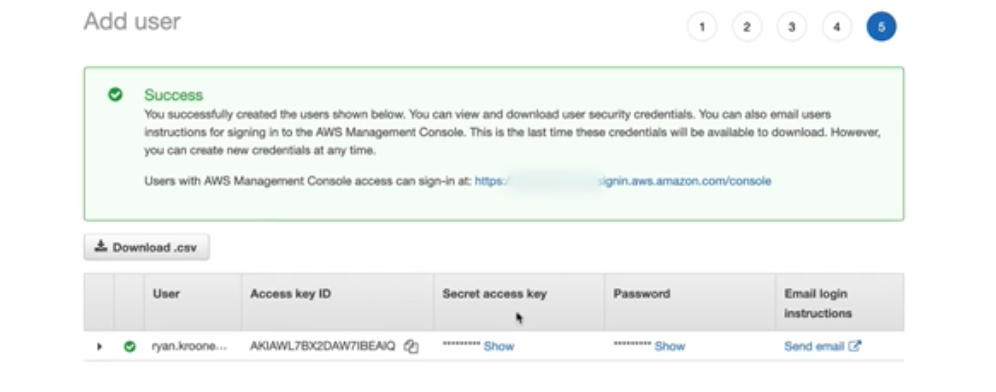 Add user
1 2 3 4 5
Success
You successfully created the users shown below. You can view and download user security credentials. You can also email users
instructions for signing in to the AWS Management Console. This is the last time these credentials will be available to download. However,
you can create new credentials at any time.
Users with AWS Management Console access can sign-in at: https:/ signin.aws.amazon.com/console
Download .csv
User Access key ID Secret access key Password Email login
instructions
ryan.kroone... AKIAWL7BX2DAW7IBEAIQ ********* Show ********* Show Send email